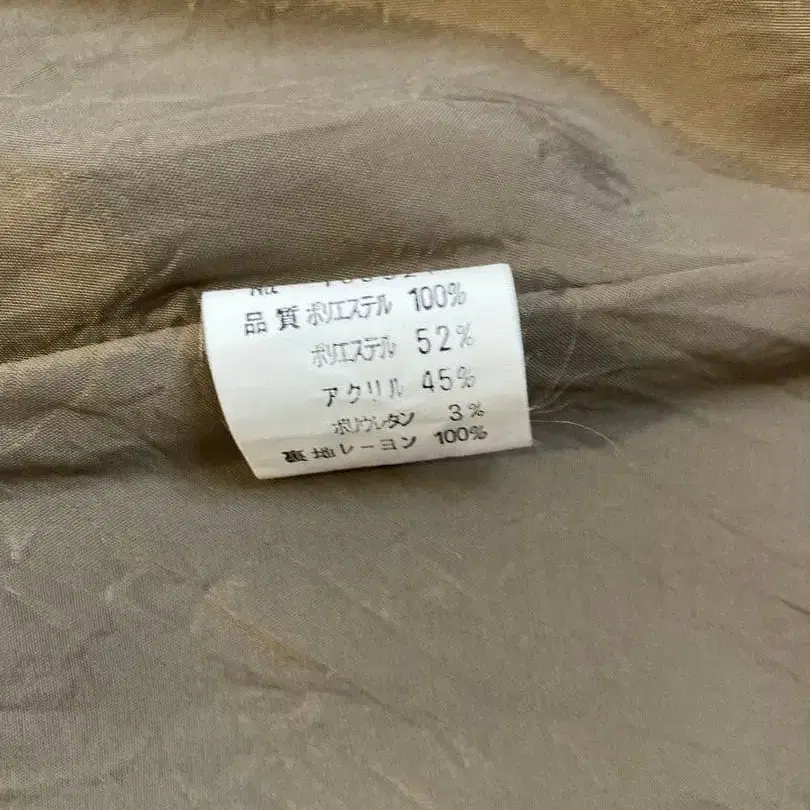 品質 ポリエステル 100%
ポリエステル 52%
アクリル 45%
ポリウレタン 3%
裏地 レーヨン 100%